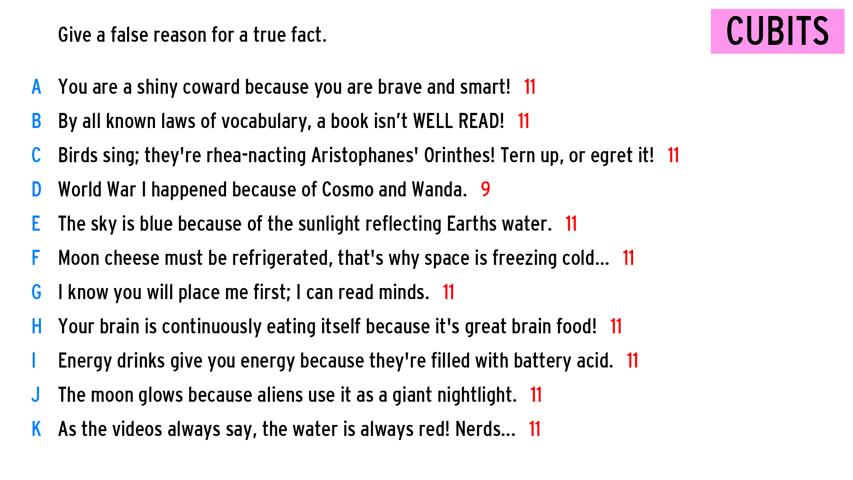 Give a false reason for a true fact.
CUBITS
A You are a shiny coward because you are brave and smart! 11
B By all known laws of vocabulary, a book isn't WELL READ! 11
C Birds sing; they're rhea-nacting Aristophanes' Orinthes! Tern up, or egret it! 11
D World War I happened because of Cosmo and Wanda. 9
E The sky is blue because of the sunlight reflecting Earths water. 11
F Moon cheese must be refrigerated, that's why space is freezing cold... 11
G I know you will place me first; I can read minds. 11
H Your brain is continuously eating itself because it's great brain food! 11
I Energy drinks give you energy because they're filled with battery acid. 11
J The moon glows because aliens use it as a giant nightlight. 11
K As the videos always say, the water is always red! Nerds... 11